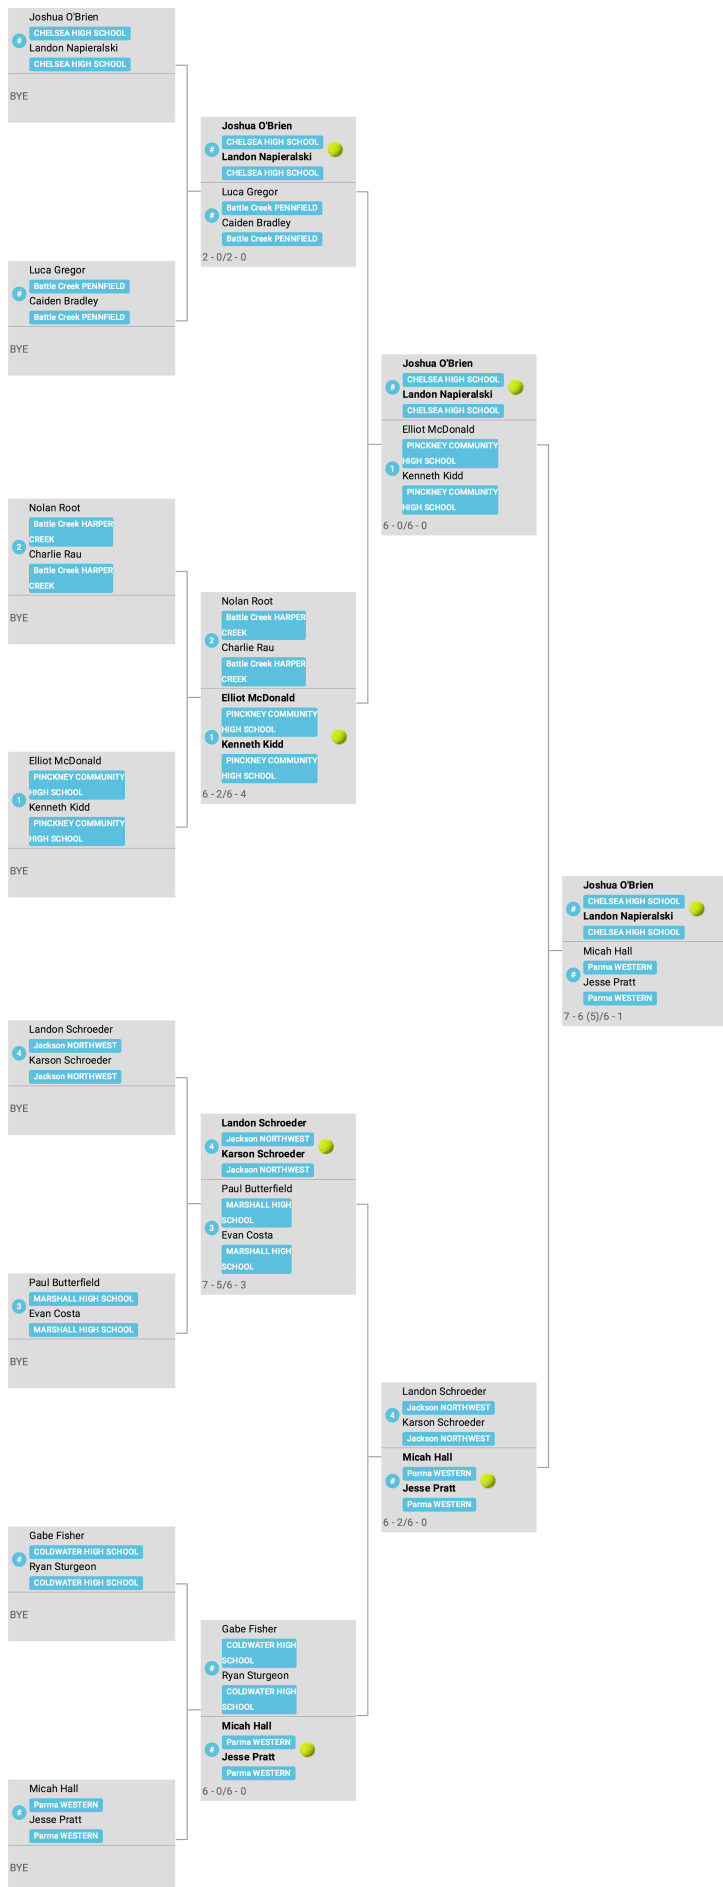 Joshua O'Brien
#
CHELSEA HIGH SCHOOL
Landon Napieralski
CHELSEA HIGH SCHOOL
BYE
Joshua O'Brien
#
CHELSEA HIGH SCHOOL
Landon Napieralski
CHELSEA HIGH SCHOOL
Luca Gregor
#
Battle Creek PENNFIELD
Caiden Bradley
Battle Creek PENNFIELD
2 - 0/2 - 0
Luca Gregor
#
Battle Creek PENNFIELD
Caiden Bradley
Battle Creek PENNFIELD
BYE
Joshua O'Brien
#
CHELSEA HIGH SCHOOL
Landon Napieralski
CHELSEA HIGH SCHOOL
Elliot McDonald
1
PINCKNEY COMMUNITY
HIGH SCHOOL
Kenneth Kidd
PINCKNEY COMMUNITY
HIGH SCHOOL
6 - 0/6 - 0
Nolan Root
2
Battle Creek HARPER
CREEK
Charlie Rau
Battle Creek HARPER
CREEK
BYE
Nolan Root
2
Battle Creek HARPER
CREEK
Charlie Rau
Battle Creek HARPER
CREEK
Elliot McDonald
1
PINCKNEY COMMUNITY
HIGH SCHOOL
Kenneth Kidd
PINCKNEY COMMUNITY
HIGH SCHOOL
6 - 2/6 - 4
Elliot McDonald
1
PINCKNEY COMMUNITY
HIGH SCHOOL
Kenneth Kidd
PINCKNEY COMMUNITY
HIGH SCHOOL
BYE
Joshua O'Brien
#
CHELSEA HIGH SCHOOL
Landon Napieralski
CHELSEA HIGH SCHOOL
Micah Hall
#
Parma WESTERN
Jesse Pratt
Parma WESTERN
7 - 6 (5)/6 - 1
Landon Schroeder
4
Jackson NORTHWEST
Karson Schroeder
Jackson NORTHWEST
BYE
Landon Schroeder
4
Jackson NORTHWEST
Karson Schroeder
Jackson NORTHWEST
Paul Butterfield
3
MARSHALL HIGH
SCHOOL
Evan Costa
MARSHALL HIGH
SCHOOL
7 - 5/6 - 3
Paul Butterfield
3
MARSHALL HIGH SCHOOL
Evan Costa
MARSHALL HIGH SCHOOL
BYE
Landon Schroeder
4
Jackson NORTHWEST
Karson Schroeder
Jackson NORTHWEST
Micah Hall
#
Parma WESTERN
Jesse Pratt
Parma WESTERN
6 - 2/6 - 0
Gabe Fisher
#
COLDWATER HIGH SCHOOL
Ryan Sturgeon
COLDWATER HIGH SCHOOL
BYE
Gabe Fisher
#
COLDWATER HIGH
SCHOOL
Ryan Sturgeon
COLDWATER HIGH
SCHOOL
Micah Hall
#
Parma WESTERN
Jesse Pratt
Parma WESTERN
6 - 0/6 - 0
Micah Hall
#
Parma WESTERN
Jesse Pratt
Parma WESTERN
BYE